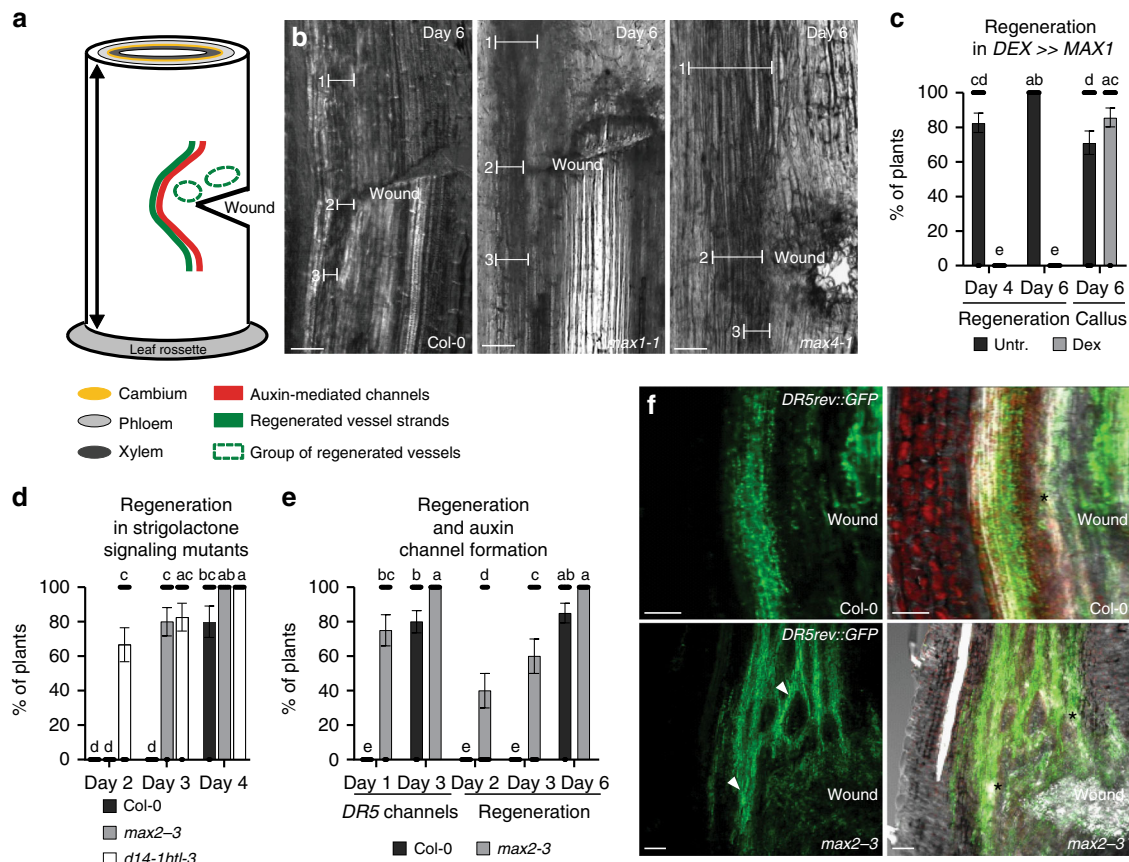 a
Wound
Leaf rossette
Cambium
Phloem
Xylem
Auxin-mediated channels
Regenerated vessel strands
Group of regenerated vessels
b
Day 6
1
Wound
2
3
Col-0
Day 6
1
2
Wound
3
max1-1
Day 6
1
2
Wound
3
max4-1
c
Regeneration
in DEX >> MAX1
% of plants
100
80
60
40
20
0
cd
e
ab
e
d
ac
Day 4 Day 6 Day 6
Regeneration Callus
Untr. Dex
d
Regeneration
in strigolactone
signaling mutants
% of plants
100
80
60
40
20
0
d d c
d c ac
bc ab a
Day 2 Day 3 Day 4
Col-0
max2–3
d14-1htl-3
e
Regeneration
and auxin
channel formation
% of plants
100
80
60
40
20
0
e bc b a
e d e c ab a
Day 1 Day 3 Day 2 Day 3 Day 6
DR5 channels Regeneration
Col-0 max2-3
f
DR5rev::GFP
Wound
*
Wound
Col-0
Col-0
DR5rev::GFP
Wound
max2–3
*
*
Wound
max2–3